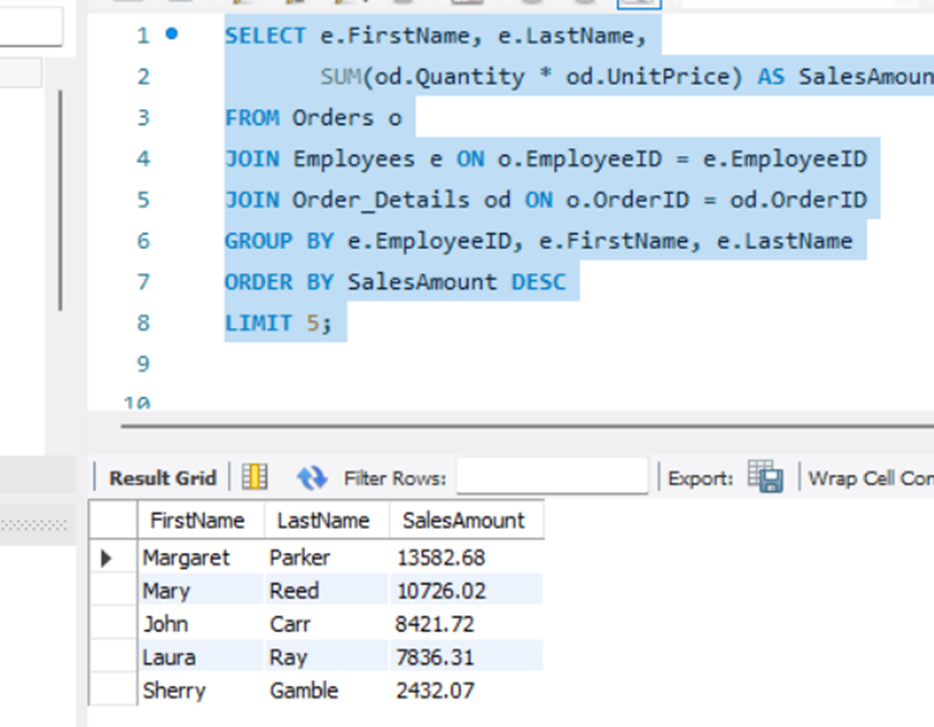 1 SELECT e.FirstName, e.LastName,
2 SUM(od.Quantity * od.UnitPrice) AS SalesAmoun
3 FROM Orders o
4 JOIN Employees e ON o.EmployeeID = e.EmployeeID
5 JOIN Order_Details od ON o.OrderID = od.OrderID
6 GROUP BY e.EmployeeID, e.FirstName, e.LastName
7 ORDER BY SalesAmount DESC
8 LIMIT 5;
9
10
Result Grid Filter Rows: Export: Wrap Cell Con
FirstName LastName SalesAmount
Margaret Parker 13582.68
Mary Reed 10726.02
John Carr 8421.72
Laura Ray 7836.31
Sherry Gamble 2432.07